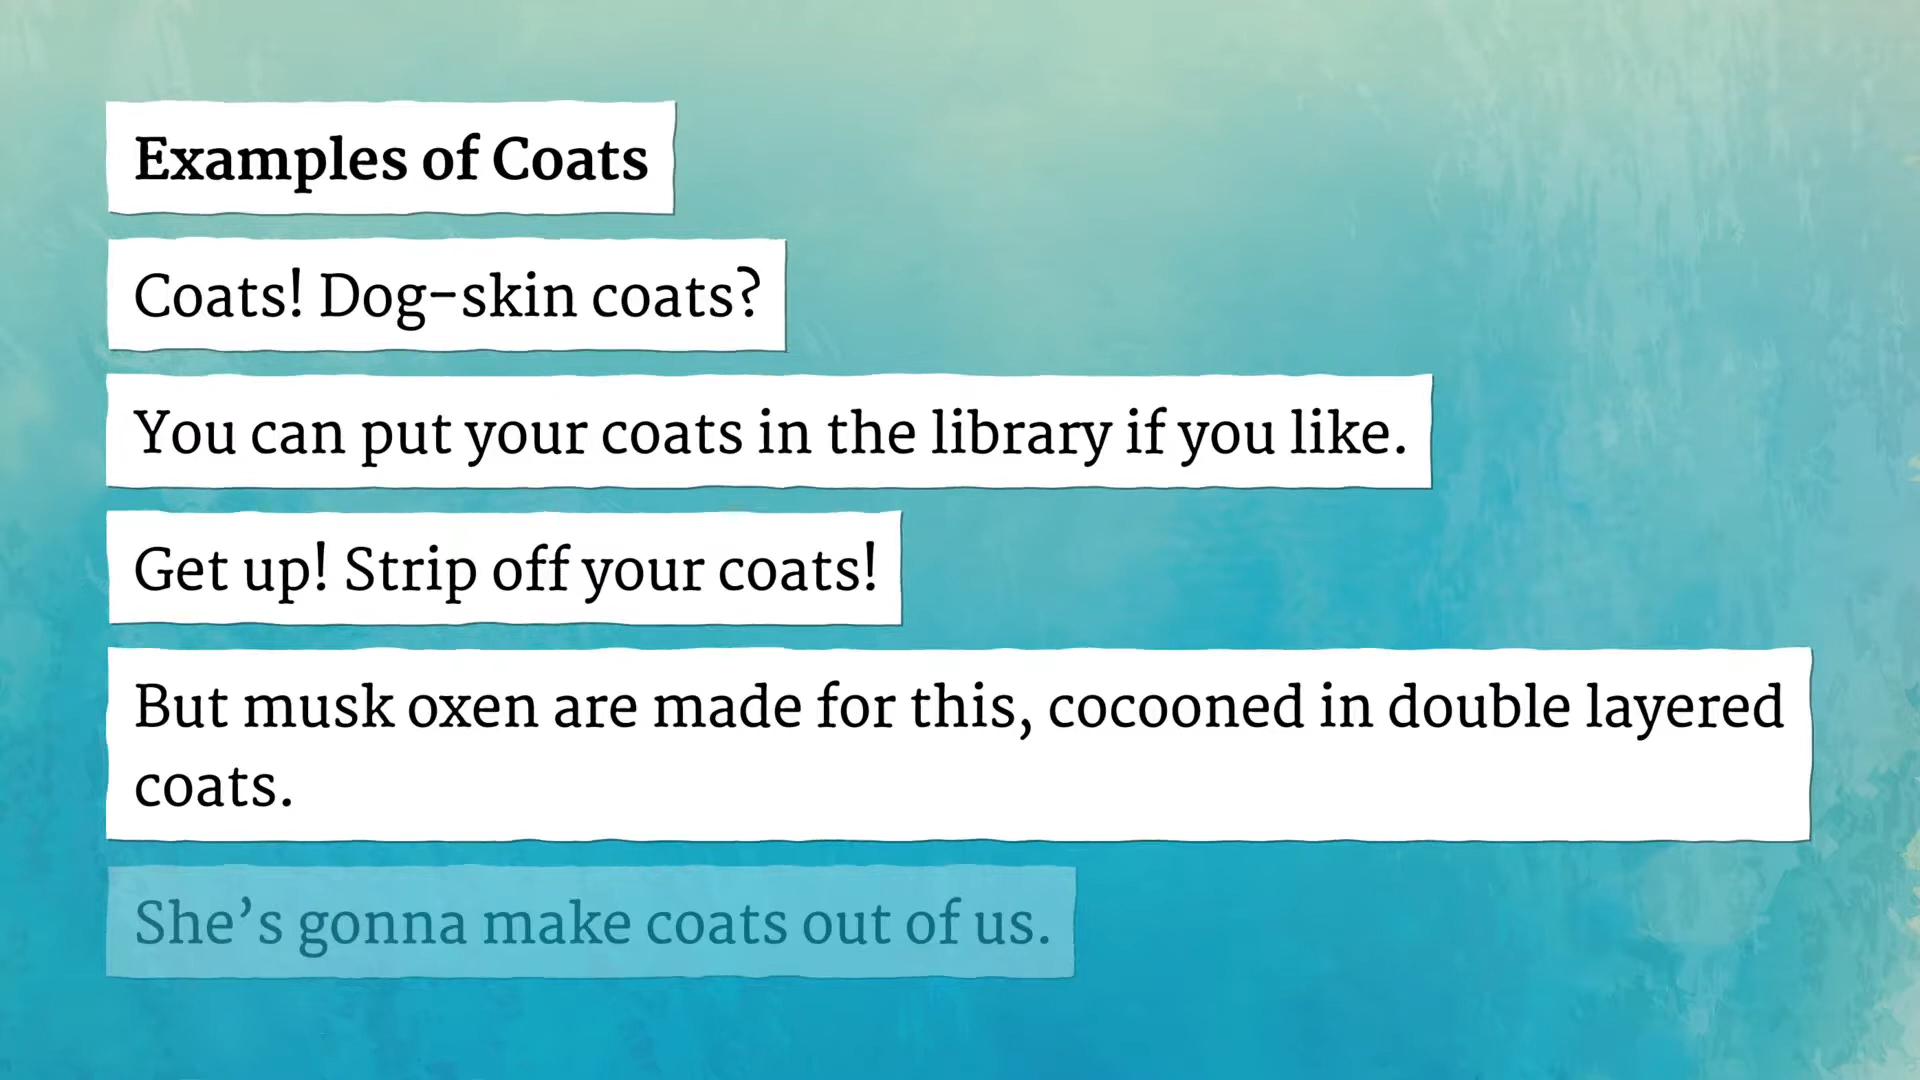 Examples of Coats
Coats! Dog-skin coats?
You can put your coats in the library if you like.
Get up! Strip off your coats!
But musk oxen are made for this, cocooned in double layered
coats.
She’s gonna make coats out of us.